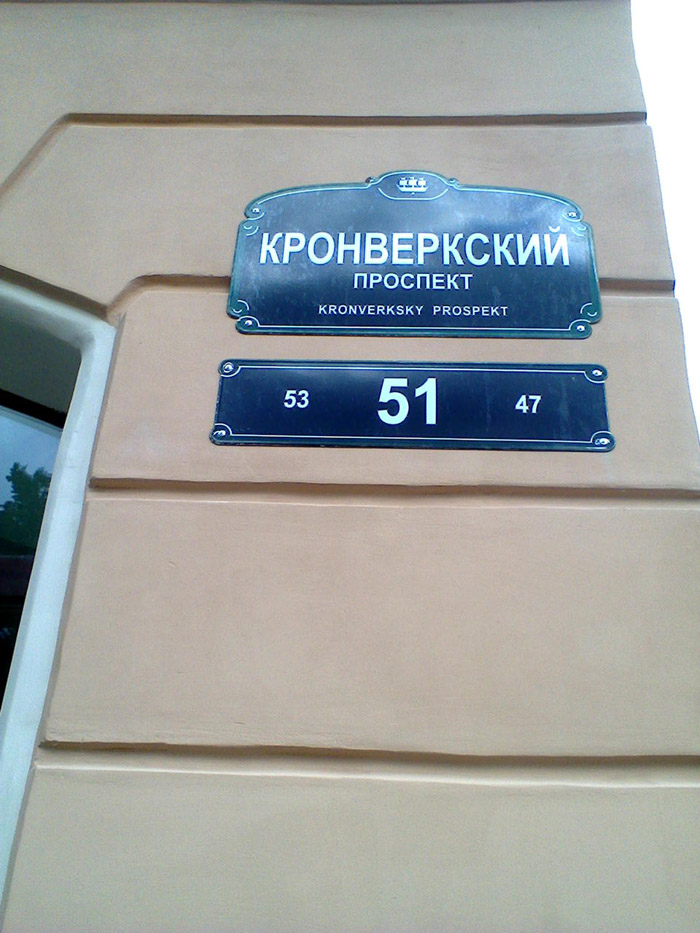 КРОНВЕРКСКИЙ
ПРОСПЕКТ
KRONVERKSKY PROSPEKT
53 51 47